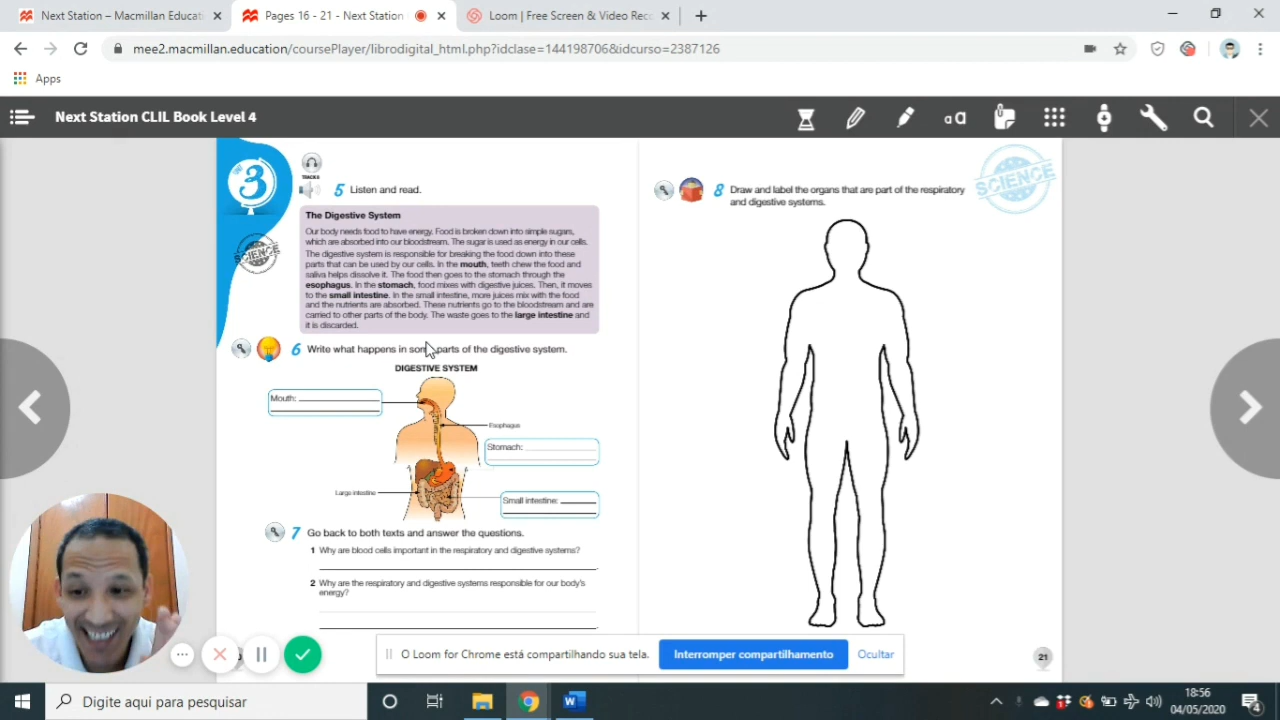 Next Station – Macmillan Educati
Pages 16 - 21 - Next Station
Loom | Free Screen & Video Reco
mee2.macmillan.education/coursePlayer/librodigital_html.php?idclase=144198706&idcurso=2387126
Apps
Next Station CLIL Book Level 4
aa
3
TRACK 6
5 Listen and read.
SCIENCE
The Digestive System
Our body needs food to have energy. Food is broken down into simple sugars,
which are absorbed into our bloodstream. The sugar is used as energy in our cells.
The digestive system is responsible for breaking the food down into these
parts that can be used by our cells. In the mouth, teeth chew the food and
saliva helps dissolve it. The food then goes to the stomach through the
esophagus. In the stomach, food mixes with digestive juices. Then, it moves
to the small intestine. In the small intestine, more juices mix with the food
and the nutrients are absorbed. These nutrients go to the bloodstream and are
carried to other parts of the body. The waste goes to the large intestine and
it is discarded.
6 Write what happens in some parts of the digestive system.
DIGESTIVE SYSTEM
Mouth:
Esophagus
Stomach:
Large intestine
Small intestine:
7 Go back to both texts and answer the questions.
1 Why are blood cells important in the respiratory and digestive systems?
2 Why are the respiratory and digestive systems responsible for our body's
energy?
8 Draw and label the organs that are part of the respiratory
and digestive systems.
SCIENCE
21
O Loom for Chrome está compartilhando sua tela.
Interromper compartilhamento
Ocultar
Digite aqui para pesquisar
18:56
04/05/2020
4